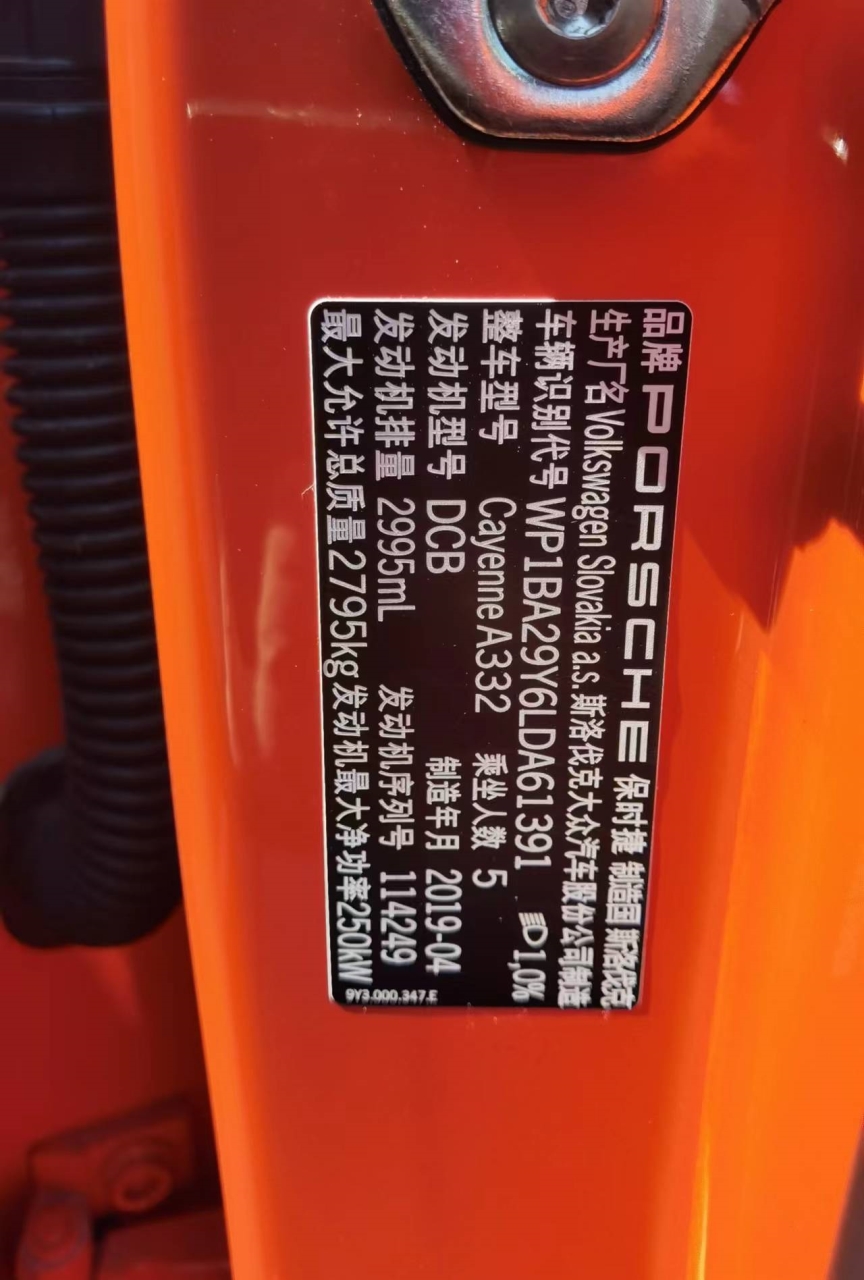 品牌 PORSCHE 保时捷 制造国 斯洛伐克
生产厂名 Volkswagen Slovakia a.s. 斯洛伐克大众汽车股份公司制造
车辆识别代号 WP1BA29Y6LDA61391 1,0%
整车型号 Cayenne A332 乘坐人数 5
发动机型号 DCB 制造年月 2019-04
发动机排量 2995mL 发动机序列号 114249
最大允许总质量 2795kg 发动机最大净功率 250kW
9Y3.000.347.E